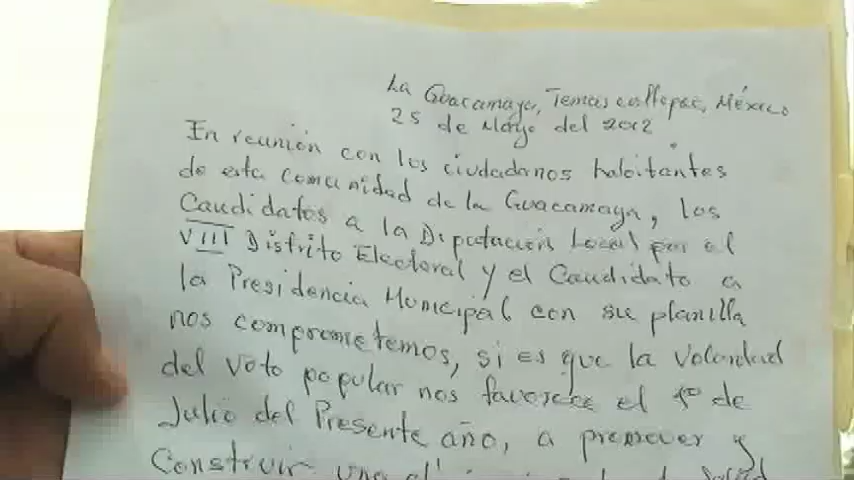 La Guacamaya, Temascaltepec, México
25 de Mayo del 2012
En reunión con los ciudadanos habitantes
de esta comunidad de la Guacamaya, los
Candidatos a la Diputación Local por el
VIII Distrito Electoral y el Candidato a
la Presidencia Municipal con su planilla
nos comprometemos, si es que la voluntad
del voto popular nos favorece el 1º de
Julio del Presente año, a promover y
Construir una